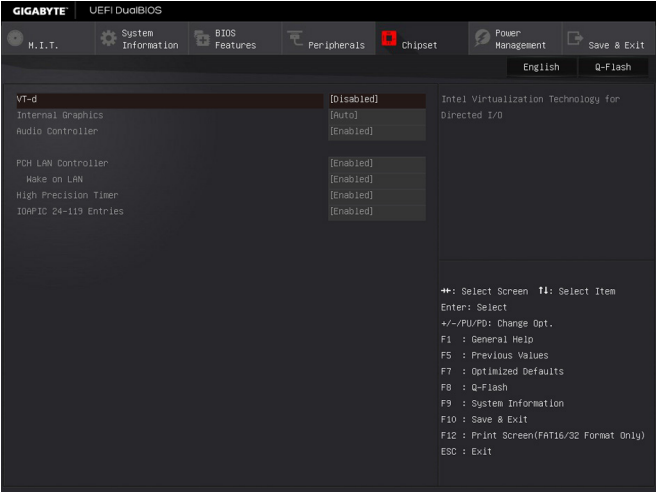 GIGABYTE™ UEFI DualBIOS
M.I.T.
System Information
BIOS Features
Peripherals
Chipset
Power Management
Save & Exit
English
Q-Flash
VT-d [Disabled]
Internal Graphics [Auto]
Audio Controller [Enabled]
PCH LAN Controller [Enabled]
Wake on LAN [Enabled]
High Precision Timer [Enabled]
IOAPIC 24-119 Entries [Enabled]
Intel Virtualization Technology for
Directed I/O
→←: Select Screen ↑↓: Select Item
Enter: Select
+/-/PU/PD: Change Opt.
F1 : General Help
F5 : Previous Values
F7 : Optimized Defaults
F8 : Q-Flash
F9 : System Information
F10 : Save & Exit
F12 : Print Screen(FAT16/32 Format Only)
ESC : Exit